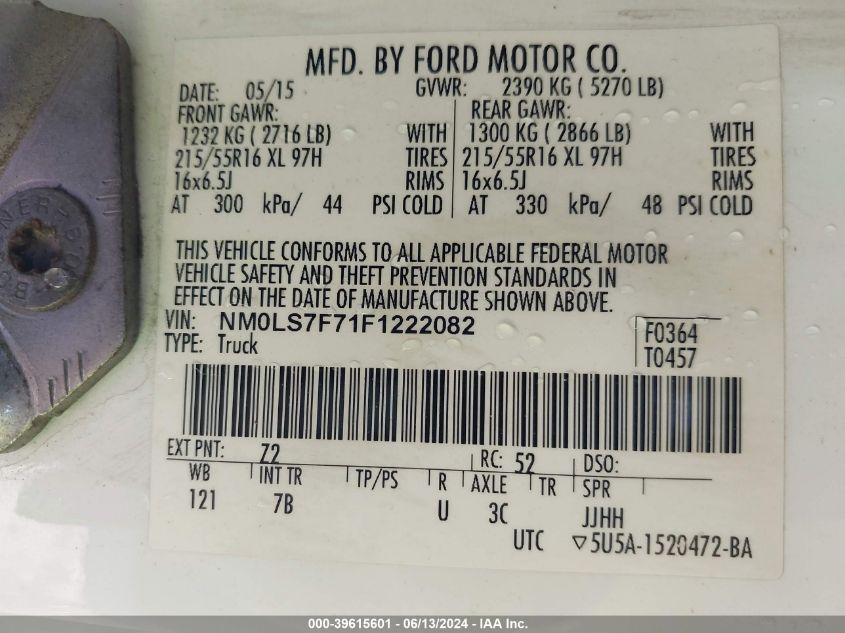 MFD. BY FORD MOTOR CO.
DATE: 05/15 GVWR: 2390 KG ( 5270 LB)
FRONT GAWR: REAR GAWR:
1232 KG ( 2716 LB) WITH 1300 KG ( 2866 LB) WITH
215/55R16 XL 97H TIRES 215/55R16 XL 97H TIRES
16x6.5J RIMS 16x6.5J RIMS
AT 300 kPa/ 44 PSI COLD AT 330 kPa/ 48 PSI COLD
THIS VEHICLE CONFORMS TO ALL APPLICABLE FEDERAL MOTOR
VEHICLE SAFETY AND THEFT PREVENTION STANDARDS IN
EFFECT ON THE DATE OF MANUFACTURE SHOWN ABOVE.
VIN: NM0LS7F71F1222082 F0364
TYPE: Truck T0457
EXT PNT: Z2 RC: 52 DSO:
WB INT TR TP/PS R AXLE TR SPR
121 7B U 3C JJHH
UTC ▽5U5A-1520472-BA
000-39615601 - 06/13/2024 - IAA Inc.